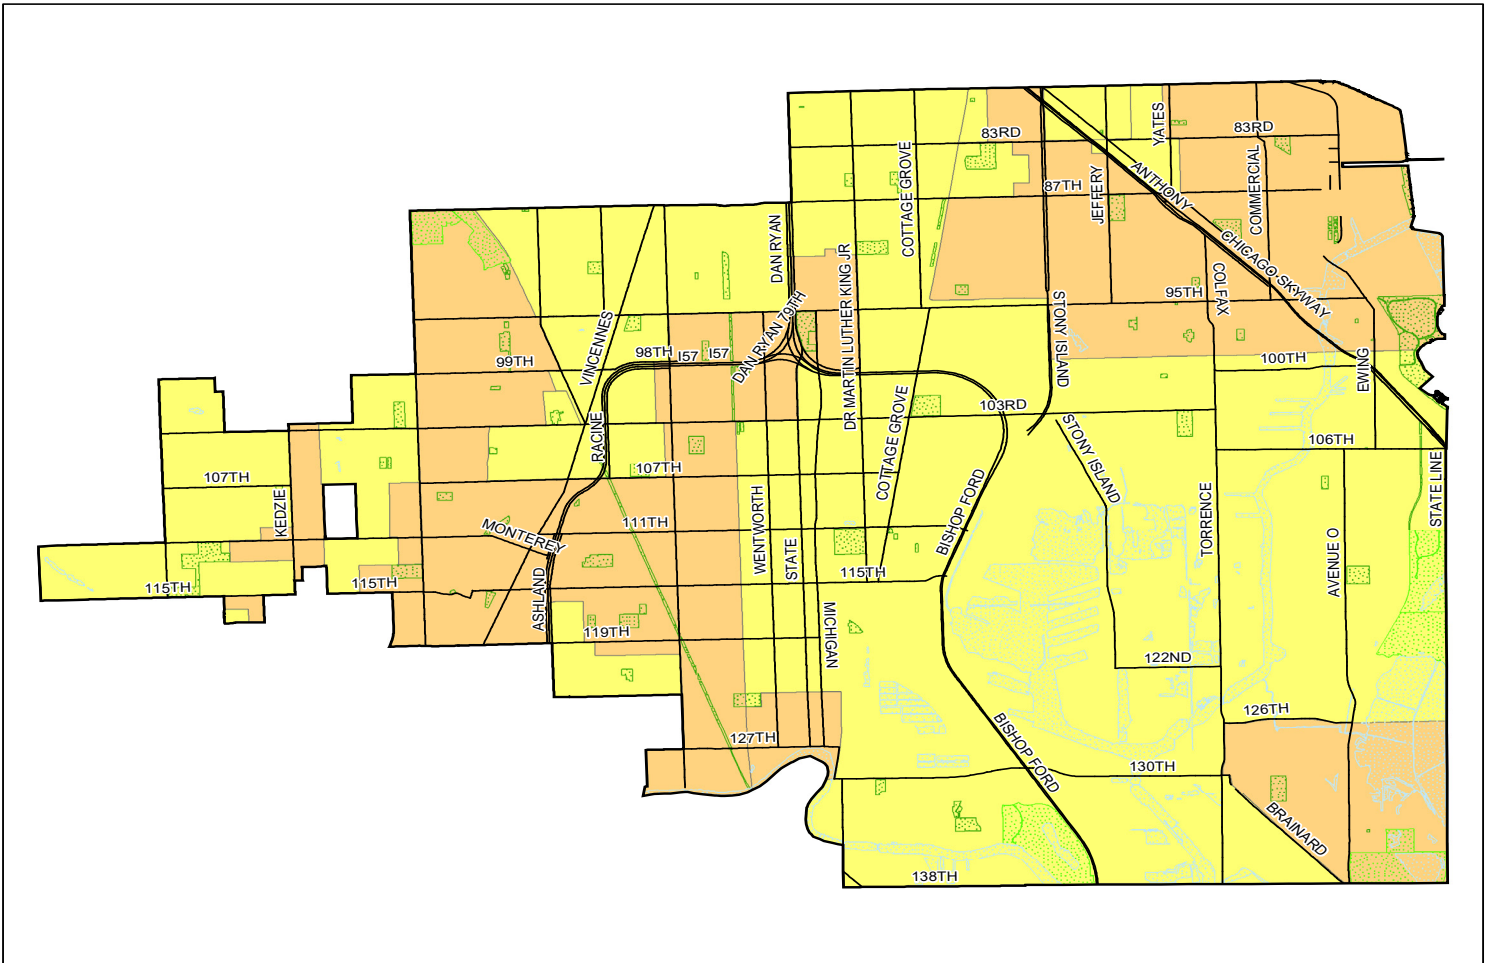 YATES
83RD
83RD
COTTAGE GROVE
ANTHONY
COMMERCIAL
87TH
JEFFERY
DAN RYAN
CHICAGO SKYWAY
DR MARTIN LUTHER KING JR
COLFAX
95TH
STONY ISLAND
DAN RYAN 79TH
VINCENNES
98TH
I57
I57
99TH
100TH
EWING
103RD
COTTAGE GROVE
RACINE
STONY ISLAND
106TH
107TH
107TH
KEDZIE
BISHOP FORD
STATE LINE
TORRENCE
WENTWORTH
111TH
MONTEREY
STATE
AVENUE O
115TH
115TH
115TH
ASHLAND
MICHIGAN
119TH
122ND
126TH
127TH
BISHOP FORD
130TH
BRAINARD
138TH